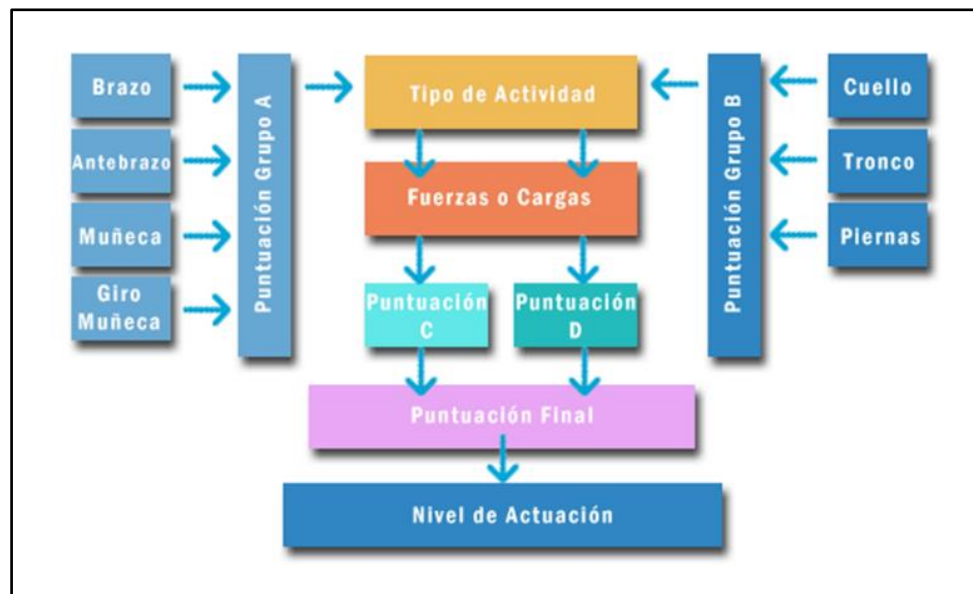 Brazo
Antebrazo
Muñeca
Giro
Muñeca
Puntuación Grupo A
Tipo de Actividad
Fuerzas o Cargas
Puntuación
C
Puntuación
D
Puntuación Final
Nivel de Actuación
Puntuación Grupo B
Cuello
Tronco
Piernas